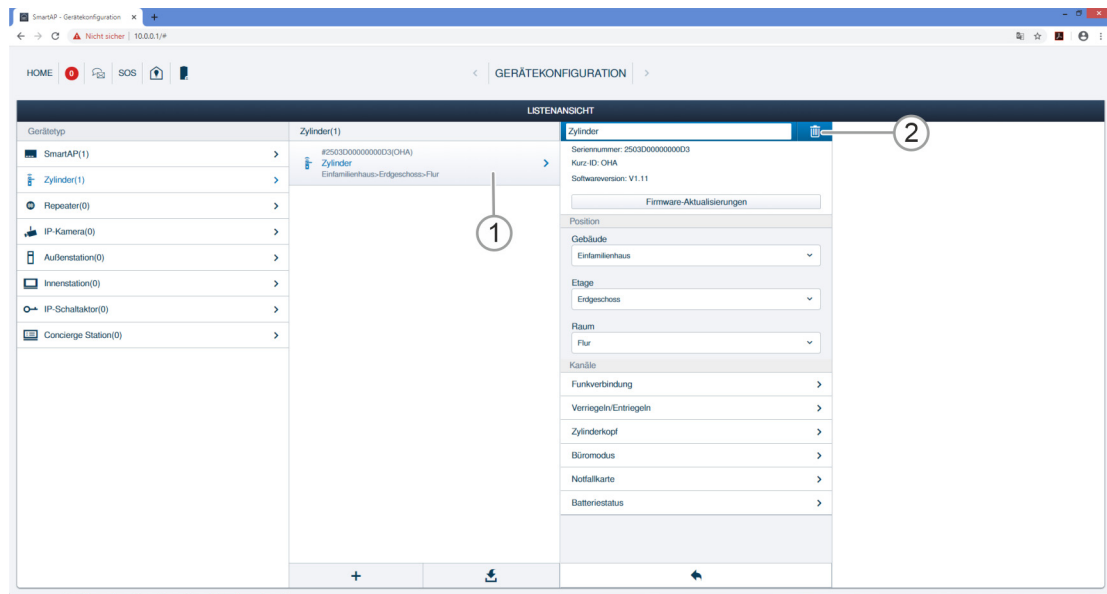 SmartAP - Gerätekonfiguration
Nicht sicher | 10.0.0.1/#
HOME 0 SOS
GERÄTEKONFIGURATION
LISTENANSICHT
Gerätetyp
SmartAP(1)
Zylinder(1)
Repeater(0)
IP-Kamera(0)
Außenstation(0)
Innenstation(0)
IP-Schaltaktor(0)
Concierge Station(0)
Zylinder(1)
#2503D00000000D3(OHA)
Zylinder
Einfamilienhaus>Erdgeschoss>Flur
1
Zylinder
2
Seriennummer: 2503D00000000D3
Kurz-ID: OHA
Softwareversion: V1.11
Firmware-Aktualisierungen
Position
Gebäude
Einfamilienhaus
Etage
Erdgeschoss
Raum
Flur
Kanäle
Funkverbindung
Verriegeln/Entriegeln
Zylinderkopf
Büromodus
Notfallkarte
Batteriestatus